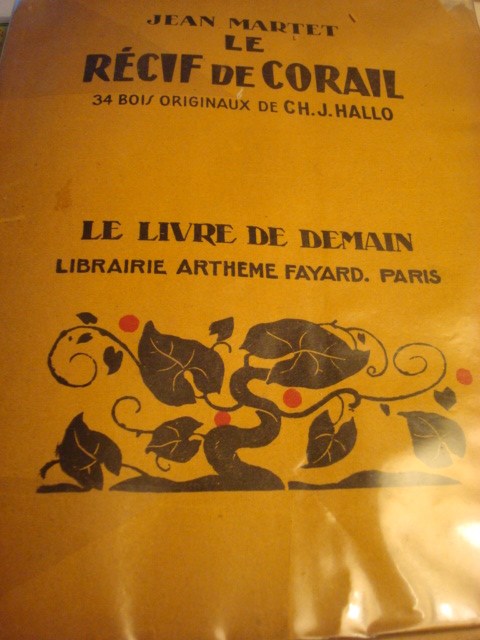 JEAN MARTET
LE
RÉCIF DE CORAIL
34 BOIS ORIGINAUX DE CH. J. HALLO
LE LIVRE DE DEMAIN
LIBRAIRIE ARTHEME FAYARD. PARIS